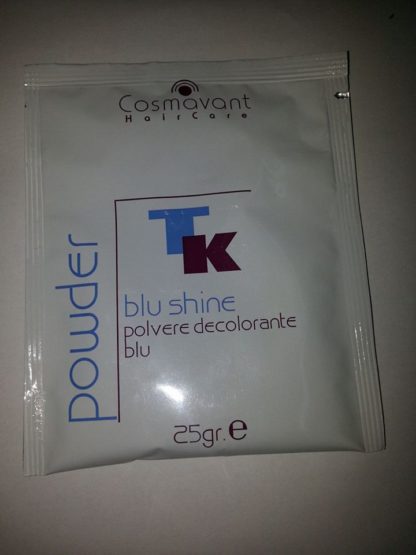 Cosmavant
HairCare
powder
TK
blu shine
polvere decolorante
blu
25gr. e